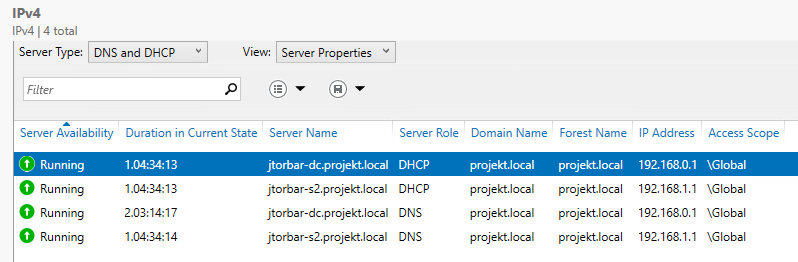 IPv4
IPv4 | 4 total
Server Type: DNS and DHCP View: Server Properties
Filter
Server Availability Duration in Current State Server Name Server Role Domain Name Forest Name IP Address Access Scope
Running 1.04:34:13 jtorbar-dc.projekt.local DHCP projekt.local projekt.local 192.168.0.1 \Global
Running 1.04:34:13 jtorbar-s2.projekt.local DHCP projekt.local projekt.local 192.168.1.1 \Global
Running 2.03:14:17 jtorbar-dc.projekt.local DNS projekt.local projekt.local 192.168.0.1 \Global
Running 1.04:34:14 jtorbar-s2.projekt.local DNS projekt.local projekt.local 192.168.1.1 \Global